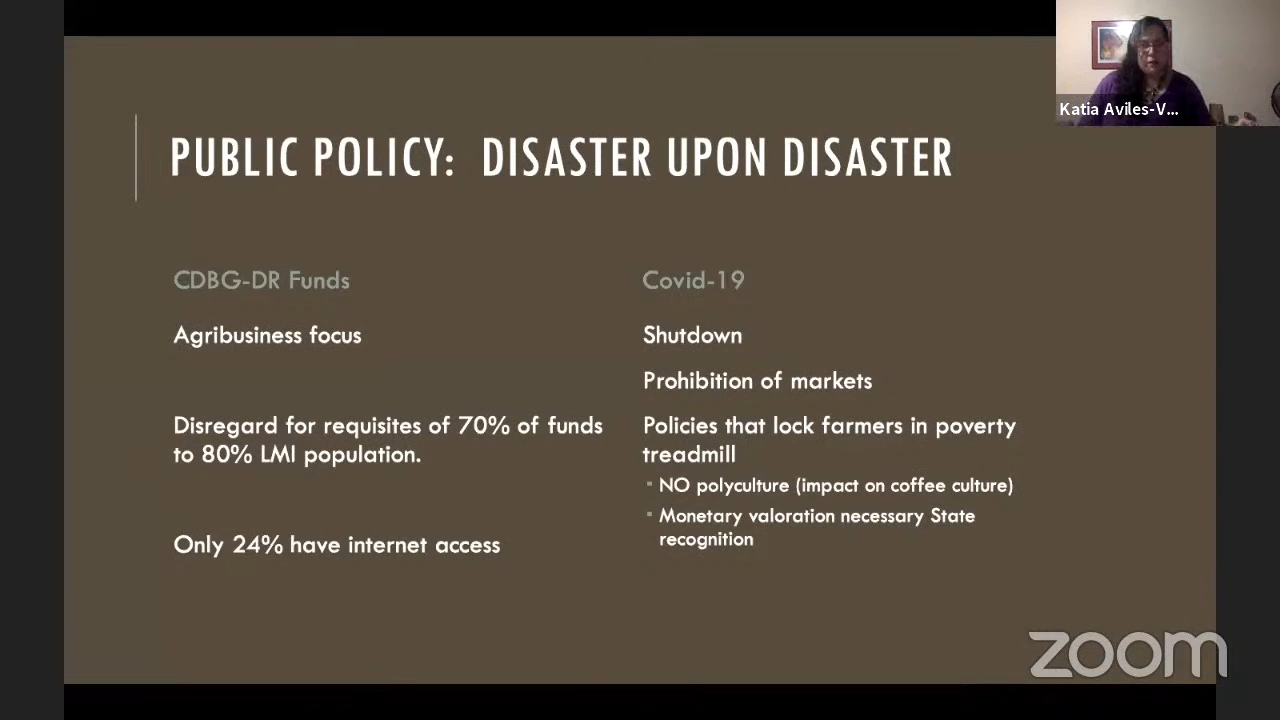 Katia Aviles-V...
PUBLIC POLICY: DISASTER UPON DISASTER
CDBG-DR Funds
Agribusiness focus
Disregard for requisites of 70% of funds
to 80% LMI population.
Only 24% have internet access
Covid-19
Shutdown
Prohibition of markets
Policies that lock farmers in poverty
treadmill
NO polyculture (impact on coffee culture)
Monetary valoration necessary State
recognition
zoom